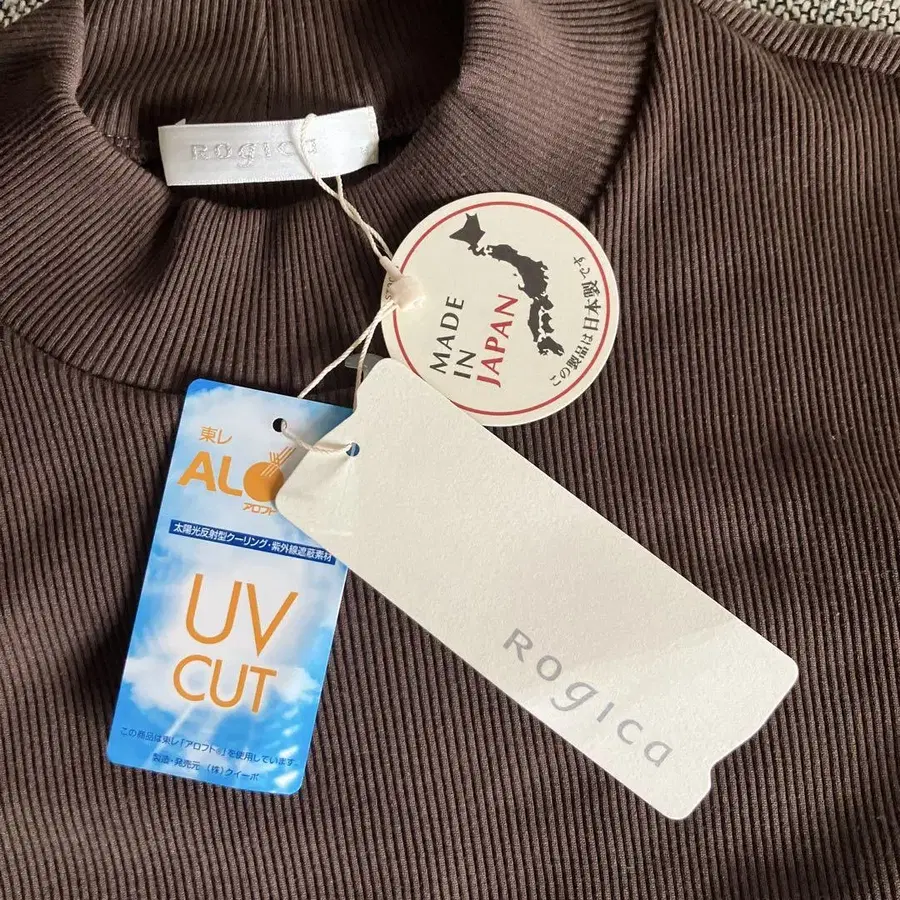 Rogica
MADE
IN
JAPAN
この製品は日本製です
東レ
アロフト
太陽光反射型クーリング・紫外線遮蔽素材
UV
CUT
この商品は東レ「アロフト®」を使用しています。
製造・発売元 (株)クイーポ
Rogica